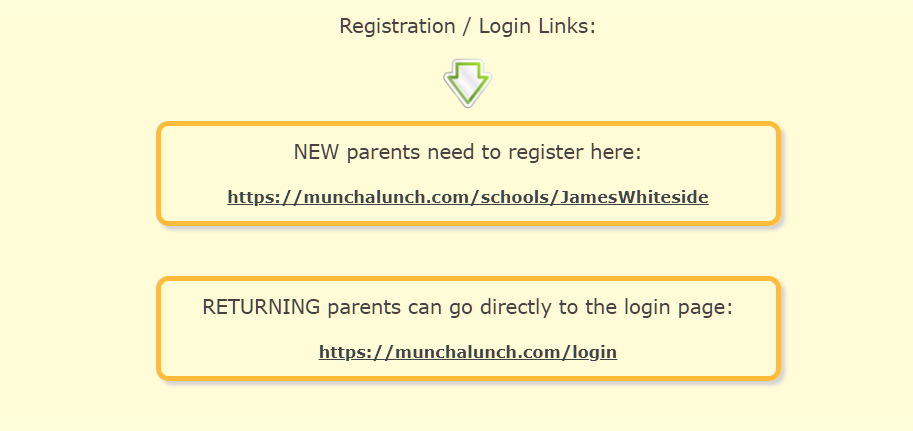 Registration / Login Links:
NEW parents need to register here:
https://munchalunch.com/schools/JamesWhiteside
RETURNING parents can go directly to the login page:
https://munchalunch.com/login